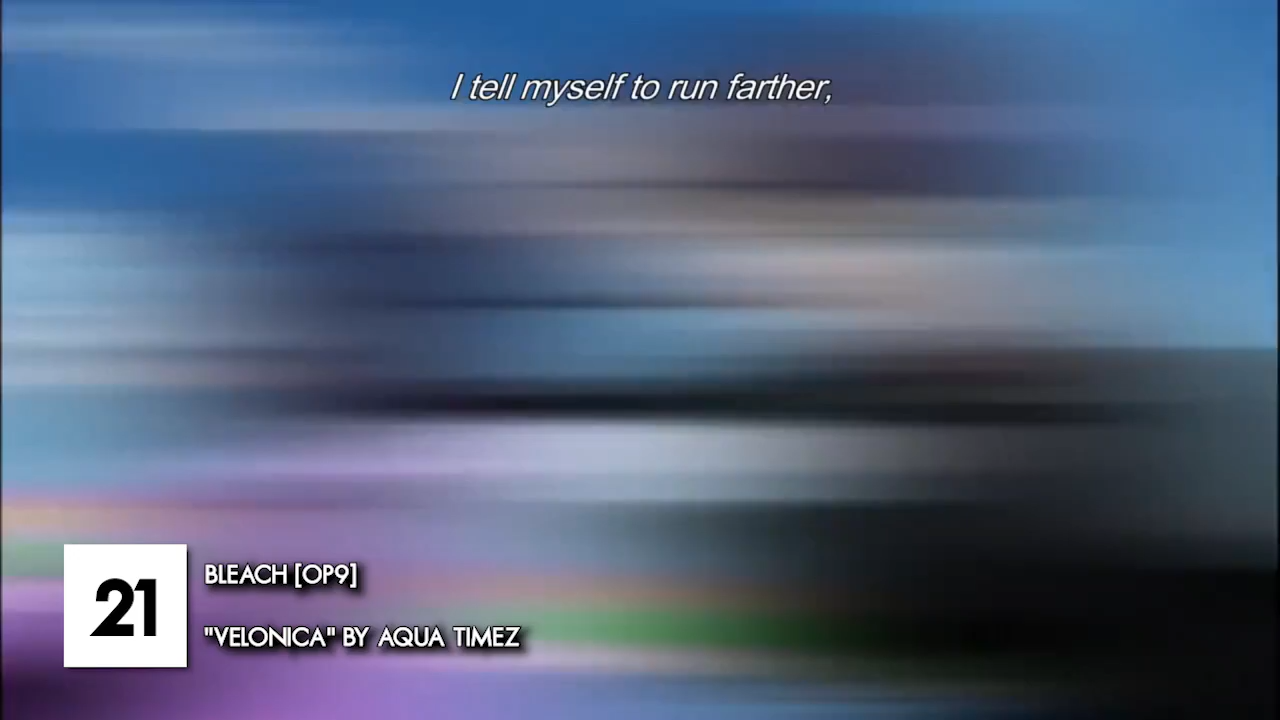 I tell myself to run farther,
21
BLEACH [OP9]
"VELONICA" BY AQUA TIMEZ